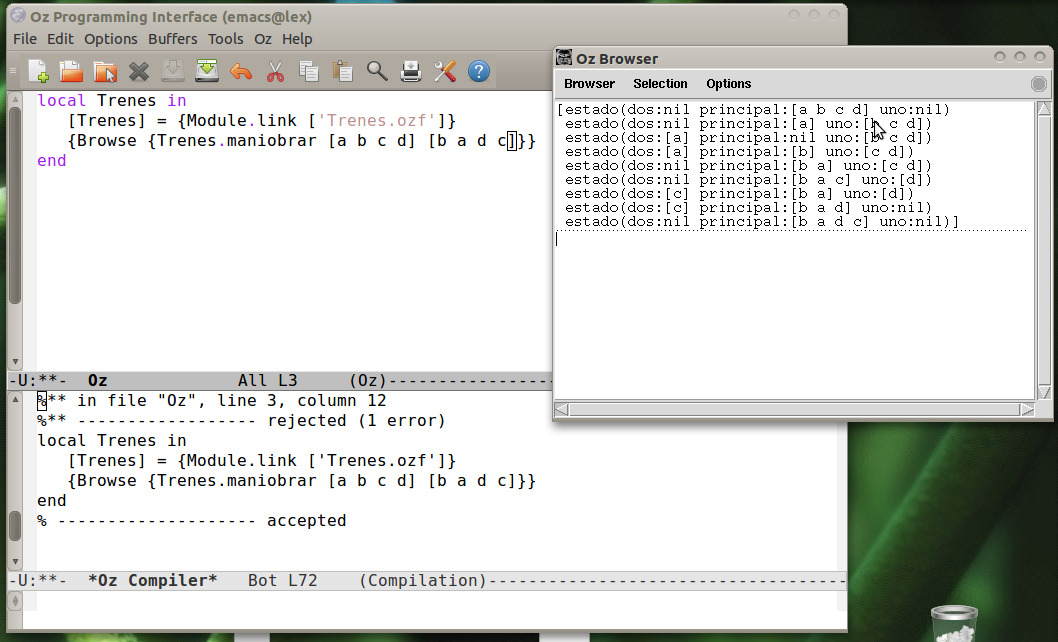 Oz Programming Interface (emacs@lex)
File Edit Options Buffers Tools Oz Help
local Trenes in
[Trenes] = {Module.link ['Trenes.ozf']}
{Browse {Trenes.maniobrar [a b c d] [b a d c]}}
end
-U:**-  Oz             All L3     (Oz)-----------------
%** in file "Oz", line 3, column 12
%** ------------------ rejected (1 error)
local Trenes in
[Trenes] = {Module.link ['Trenes.ozf']}
{Browse {Trenes.maniobrar [a b c d] [b a d c]}}
end
% -------------------- accepted
-U:**-  *Oz Compiler*   Bot L72    (Compilation)------------------------------------
Oz Browser
Browser Selection Options
[estado(dos:nil principal:[a b c d] uno:nil)
estado(dos:nil principal:[a] uno:[b c d])
estado(dos:[a] principal:nil uno:[b c d])
estado(dos:[a] principal:[b] uno:[c d])
estado(dos:nil principal:[b a] uno:[c d])
estado(dos:nil principal:[b a c] uno:[d])
estado(dos:[c] principal:[b a] uno:[d])
estado(dos:[c] principal:[b a d] uno:nil)
estado(dos:nil principal:[b a d c] uno:nil)]